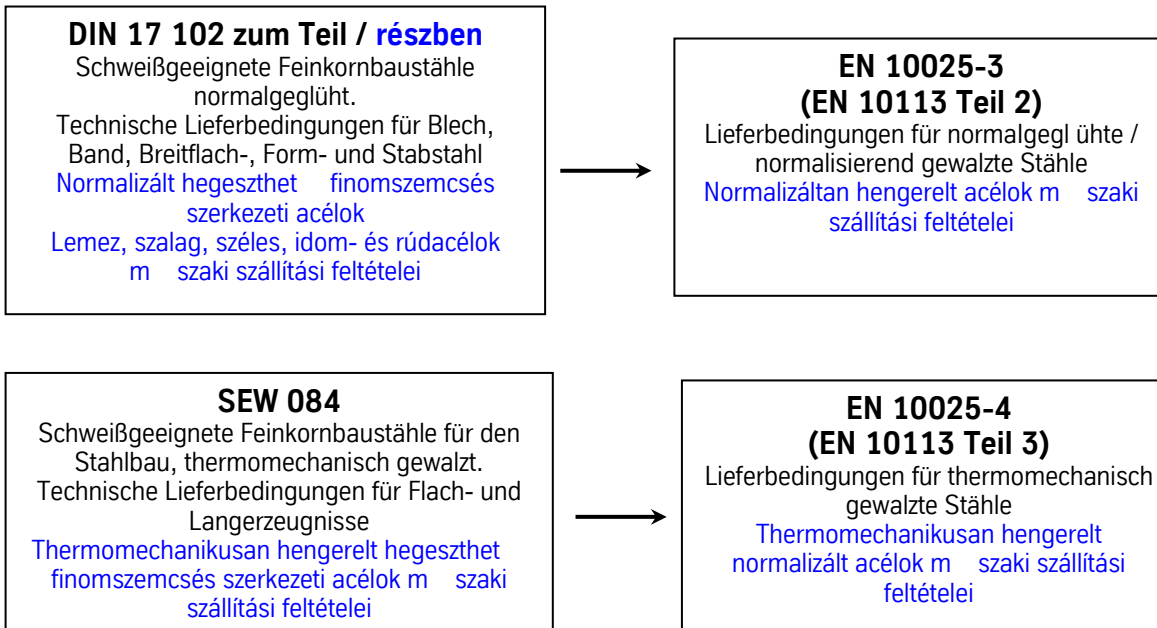 DIN 17 102 zum Teil / részben
Schweißgeeignete Feinkornbaustähle
normalgeglüht.
Technische Lieferbedingungen für Blech,
Band, Breitflach-, Form- und Stabstahl
Normalizált hegeszthet finomszemcsés
szerkezeti acélok
Lemez, szalag, széles, idom- és rúdacélok
m szaki szállítási feltételei
EN 10025-3
(EN 10113 Teil 2)
Lieferbedingungen für normalgegl ühte /
normalisierend gewalzte Stähle
Normalizáltan hengerelt acélok m szaki
szállítási feltételei
SEW 084
Schweißgeeignete Feinkornbaustähle für den
Stahlbau, thermomechanisch gewalzt.
Technische Lieferbedingungen für Flach- und
Langerzeugnisse
Thermomechanikusan hengerelt hegeszthet
finomszemcsés szerkezeti acélok m szaki
szállítási feltételei
EN 10025-4
(EN 10113 Teil 3)
Lieferbedingungen für thermomechanisch
gewalzte Stähle
Thermomechanikusan hengerelt
normalizált acélok m szaki szállítási
feltételei